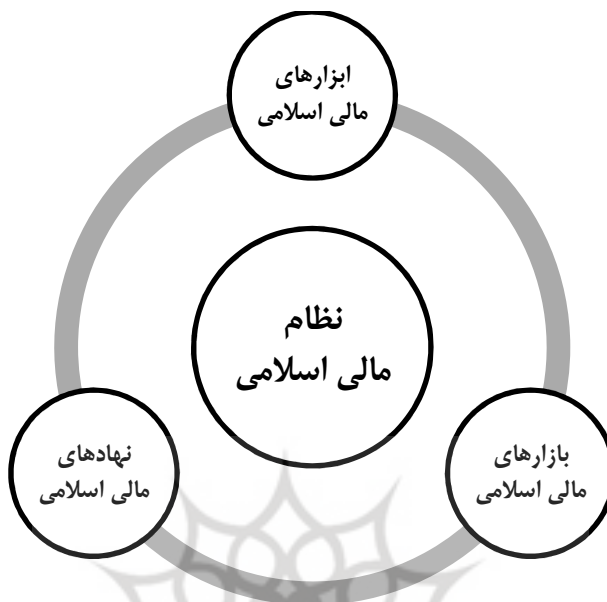 ابزارهای
مالی اسلامی
نظام
مالی اسلامی
بازارهای
مالی اسلامی
نهادهای
مالی اسلامی